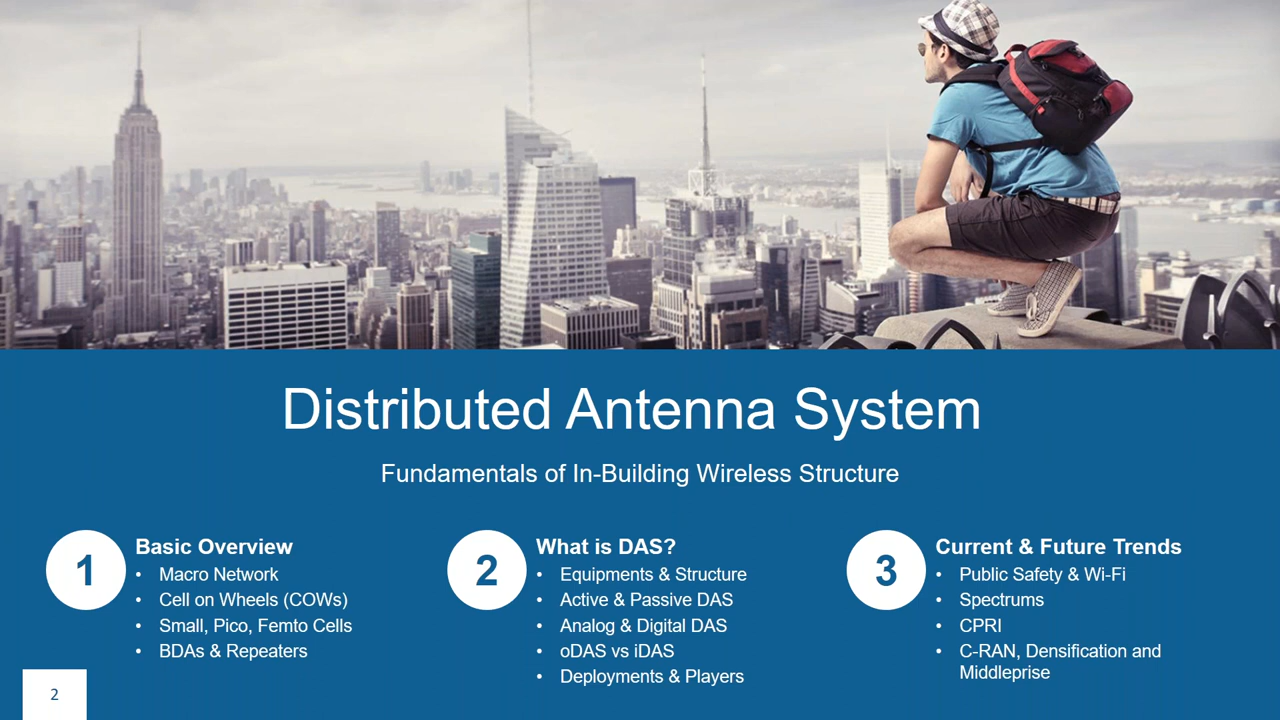 Distributed Antenna System
Fundamentals of In-Building Wireless Structure
1
Basic Overview
• Macro Network
• Cell on Wheels (COWs)
• Small, Pico, Femto Cells
• BDAs & Repeaters
2
What is DAS?
• Equipments & Structure
• Active & Passive DAS
• Analog & Digital DAS
• oDAS vs iDAS
• Deployments & Players
3
Current & Future Trends
• Public Safety & Wi-Fi
• Spectrums
• CPRI
• C-RAN, Densification and
Middleprise
2